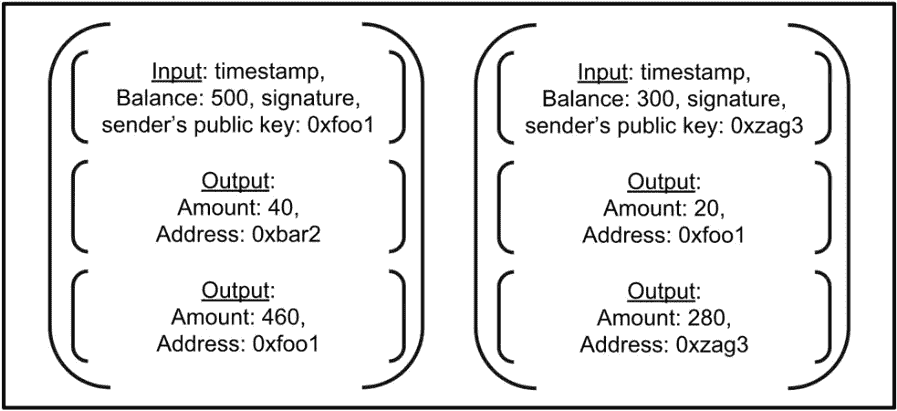 Input: timestamp,
Balance: 500, signature,
sender's public key: 0xfoo1
Output:
Amount: 40,
Address: 0xbar2
Output:
Amount: 460,
Address: 0xfoo1
Input: timestamp,
Balance: 300, signature,
sender's public key: 0xzag3
Output:
Amount: 20,
Address: 0xfoo1
Output:
Amount: 280,
Address: 0xzag3